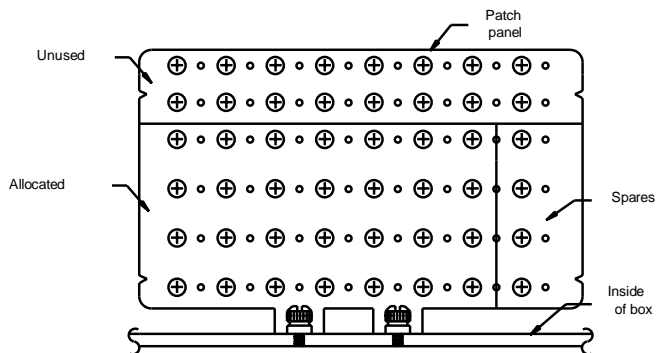 Patch
panel
Unused
Allocated
Spares
Inside
of box